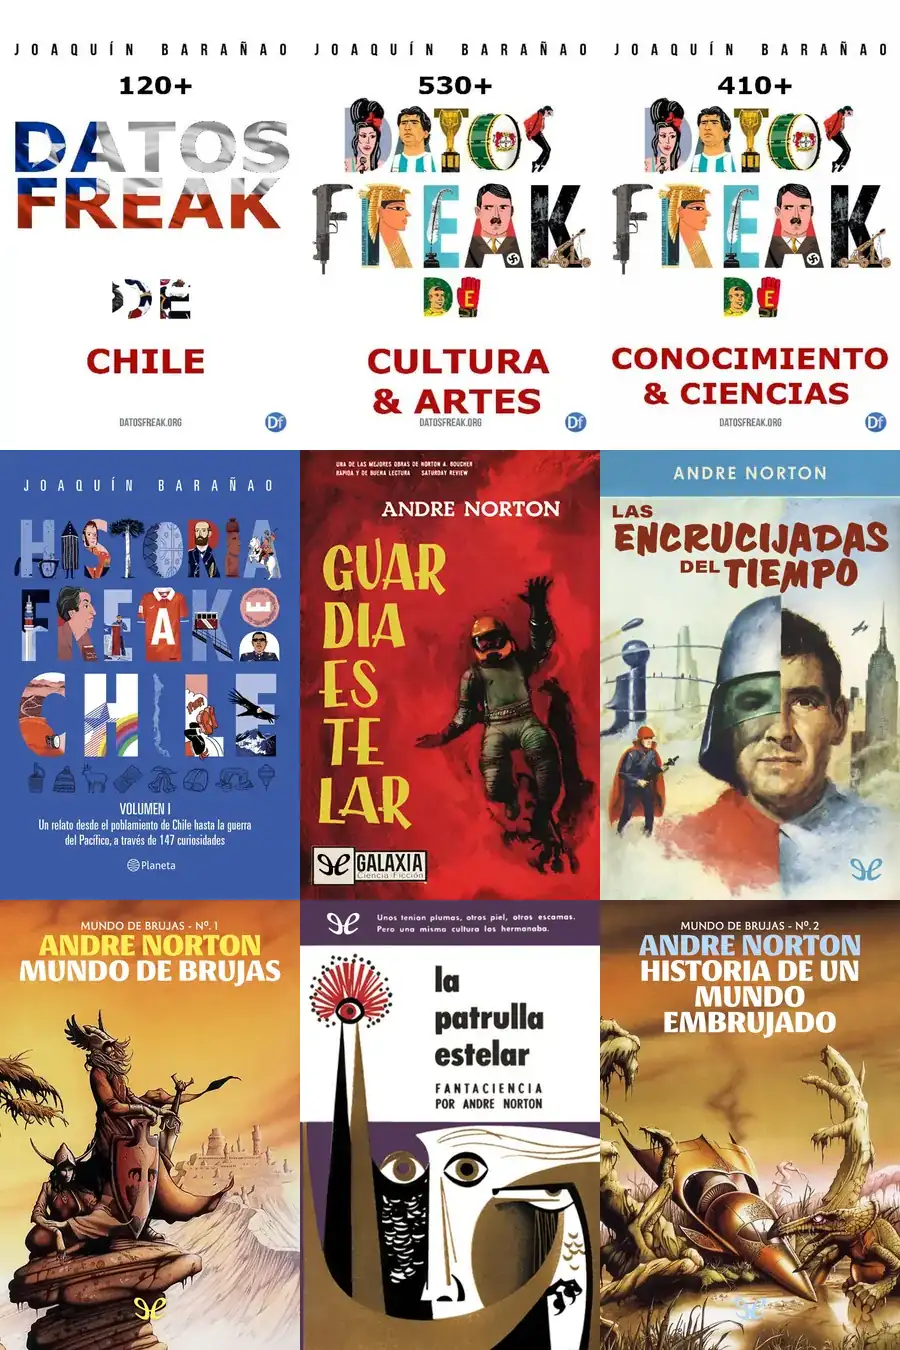 JOAQUÍN BARAÑAO
120+
DATOS
FREAK
DE
CHILE
DATOSFREAK.ORG
Df
JOAQUÍN BARAÑAO
530+
DATOS
FREAK
DE
CULTURA
& ARTES
DATOSFREAK.ORG
Df
JOAQUÍN BARAÑAO
410+
DATOS
FREAK
DE
CONOCIMIENTO
& CIENCIAS
DATOSFREAK.ORG
Df
JOAQUÍN BARAÑAO
HISTORIA
FREAK DE
CHILE
VOLUMEN I
Un relato desde el poblamiento de Chile hasta la guerra
del Pacífico, a través de 147 curiosidades
Planeta
UNA DE LAS MEJORES OBRAS DE NORTON A. BOUCHER
RAPIDA Y DE BUENA LECTURA SATURDAY REVIEW
ANDRE NORTON
GUAR
DIA
ES
TE
LAR
GALAXIA
Ciencia Ficción
ANDRE NORTON
LAS
ENCRUCIJADAS
DEL TIEMPO
MUNDO DE BRUJAS - Nº. 1
ANDRE NORTON
MUNDO DE BRUJAS
Unos tenían plumas, otros piel, otros escamas.
Pero una misma cultura los hermanaba.
la
patrulla
estelar
FANTACIENCIA
POR ANDRE NORTON
MUNDO DE BRUJAS - Nº. 2
ANDRE NORTON
HISTORIA DE UN
MUNDO
EMBRUJADO